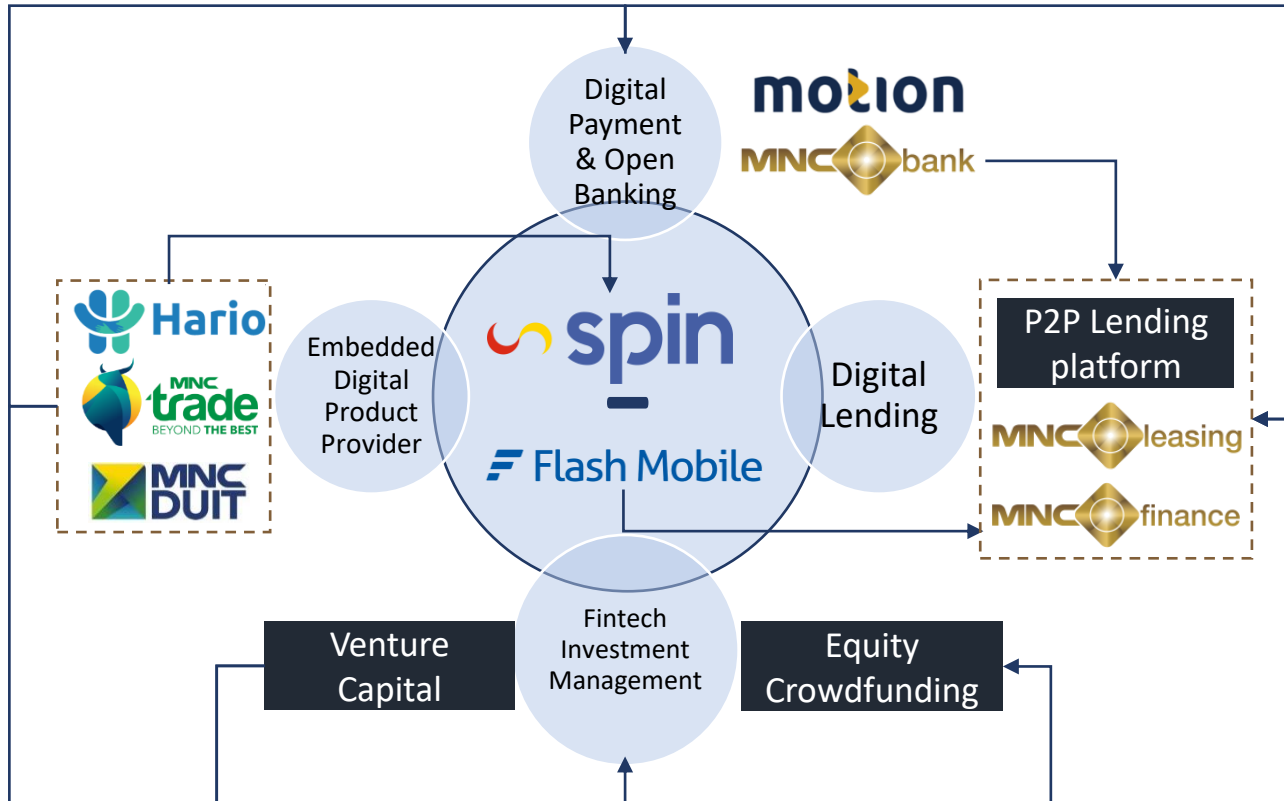 Digital
Payment
& Open
Banking
motion
MNC bank
Hario
MNC
trade
BEYOND THE BEST
MNC
DUIT
Embedded
Digital
Product
Provider
spin
Flash Mobile
Digital
Lending
P2P Lending
platform
MNC leasing
MNC finance
Venture
Capital
Fintech
Investment
Management
Equity
Crowdfunding